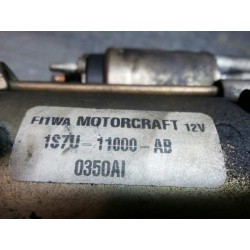 FITWA MOTORCRAFT 12V
1S7U-11000-AB
0350AI